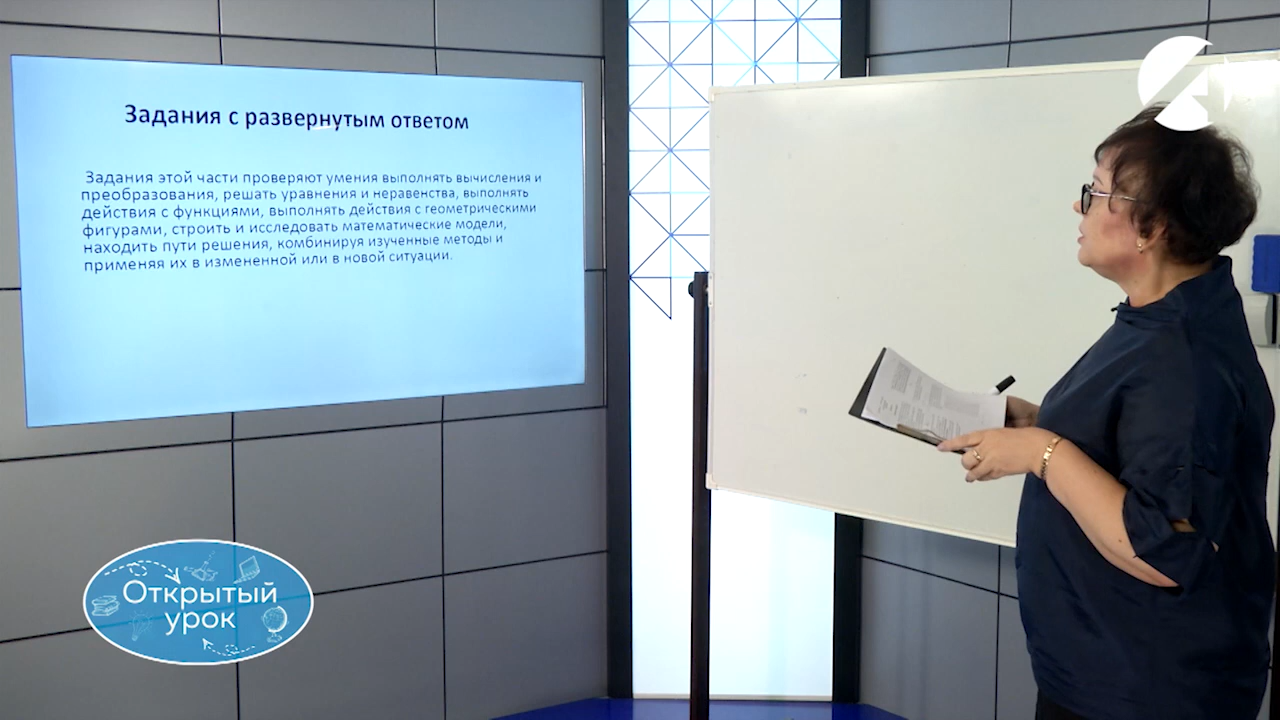 Задания с развернутым ответом
Задания этой части проверяют умения выполнять вычисления и
преобразования, решать уравнения и неравенства, выполнять
действия с функциями, выполнять действия с геометрическими
фигурами, строить и исследовать математические модели,
находить пути решения, комбинируя изученные методы и
применяя их в измененной или в новой ситуации.
Открытый
урок